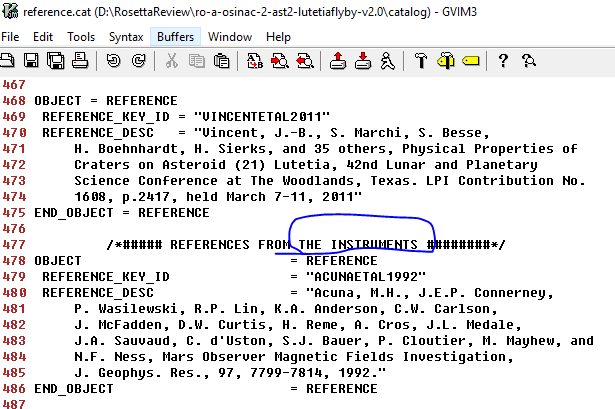 reference.cat (D:\RosettaReview\ro-a-osinac-2-ast2-lutetiaflyby-v2.0\catalog) - GVIM3
File Edit Tools Syntax Buffers Window Help
467
468 OBJECT = REFERENCE
469 REFERENCE_KEY_ID = "VINCENTETAL2011"
470 REFERENCE_DESC = "Vincent, J.-B., S. Marchi, S. Besse,
471 H. Boehnhardt, H. Sierks, and 35 others, Physical Properties of
472 Craters on Asteroid (21) Lutetia, 42nd Lunar and Planetary
473 Science Conference at The Woodlands, Texas. LPI Contribution No.
474 1608, p.2417, held March 7-11, 2011"
475 END_OBJECT = REFERENCE
476
477 /*##### REFERENCES FROM THE INSTRUMENTS ########*/
478 OBJECT = REFERENCE
479 REFERENCE_KEY_ID = "ACUNAETAL1992"
480 REFERENCE_DESC = "Acuna, M.H., J.E.P. Connerney,
481 P. Wasilewski, R.P. Lin, K.A. Anderson, C.W. Carlson,
482 J. McFadden, D.W. Curtis, H. Reme, A. Cros, J.L. Medale,
483 J.A. Sauvaud, C. d'Uston, S.J. Bauer, P. Cloutier, M. Mayhew, and
484 N.F. Ness, Mars Observer Magnetic Fields Investigation,
485 J. Geophys. Res., 97, 7799-7814, 1992."
486 END_OBJECT = REFERENCE
487